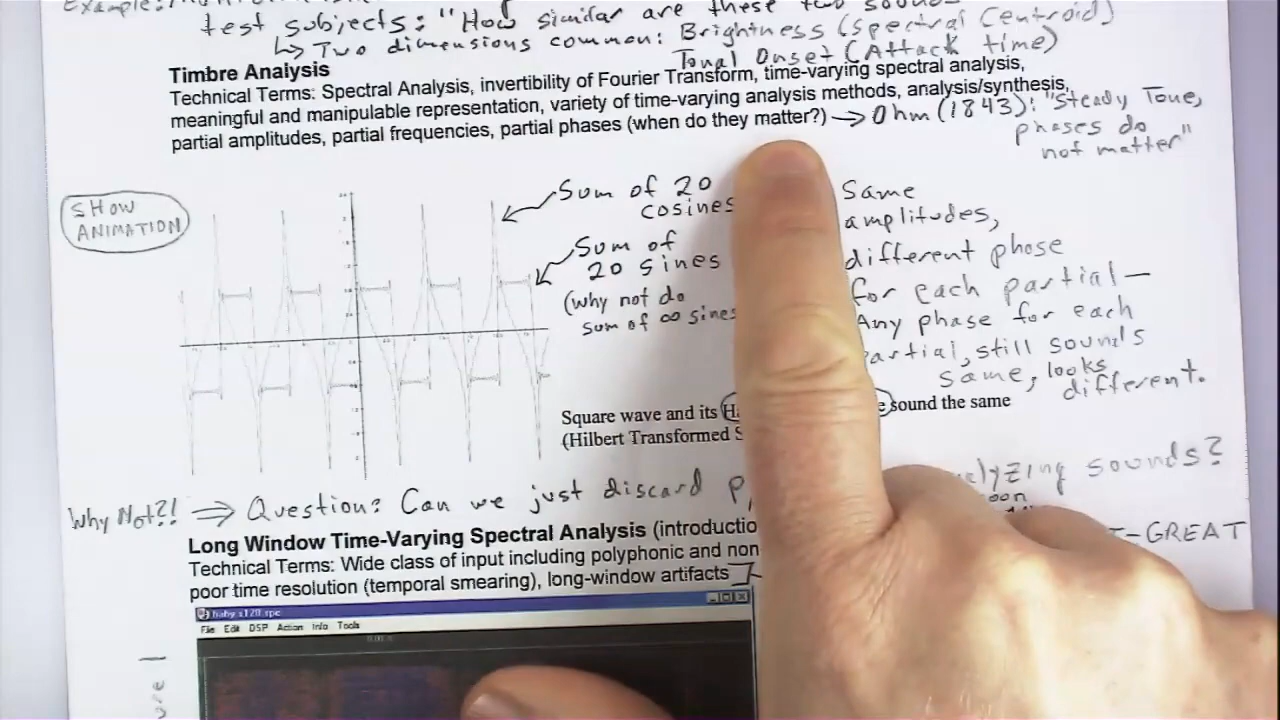 Example:
test subjects: "How similar are these two sounds
↳ Two dimensions common: Brightness (Spectral Centroid)
Tonal Onset (Attack time)
Timbre Analysis
Technical Terms: Spectral Analysis, invertibility of Fourier Transform, time-varying spectral analysis,
meaningful and manipulable representation, variety of time-varying analysis methods, analysis/synthesis,
partial amplitudes, partial frequencies, partial phases (when do they matter?) → Ohm (1843): "Steady Tone,
phases do
not matter"
SHOW
ANIMATION
Sum of 20
cosines
Sum of
20 sines
(why not do
sum of ∞ sines
Same
amplitudes,
different phase
for each partial—
Any phase for each
partial, still sounds
same, looks
different.
Square wave and its sound the same
(Hilbert Transformed
Why Not?! ⇒ Question: Can we just discard analyzing sounds?
-GREAT
Long Window Time-Varying Spectral Analysis (introductio
Technical Terms: Wide class of input including polyphonic and non
poor time resolution (temporal smearing), long-window artifacts
File Edit DSP Action Info Tools